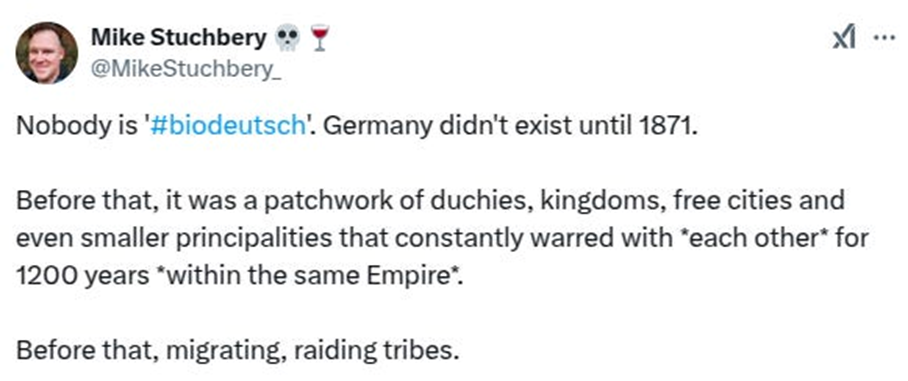 Mike Stuchbery 💀🍷
@MikeStuchbery_
Nobody is '#biodeutsch'. Germany didn't exist until 1871.
Before that, it was a patchwork of duchies, kingdoms, free cities and
even smaller principalities that constantly warred with *each other* for
1200 years *within the same Empire*.
Before that, migrating, raiding tribes.